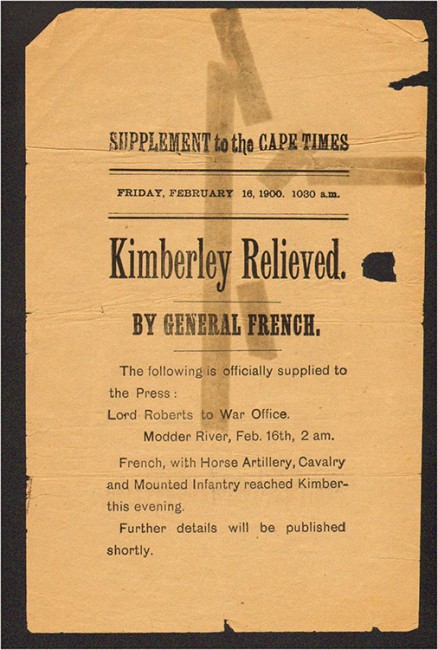 SUPPLEMENT to the CAPE TIMES
FRIDAY, FEBRUARY 16, 1900. 1030 a.m.
Kimberley Relieved.
BY GENERAL FRENCH.
The following is officially supplied to
the Press :
Lord Roberts to War Office.
Modder River, Feb. 16th, 2 am.
French, with Horse Artillery, Cavalry
and Mounted Infantry reached Kimber-
this evening.
Further details will be published
shortly.